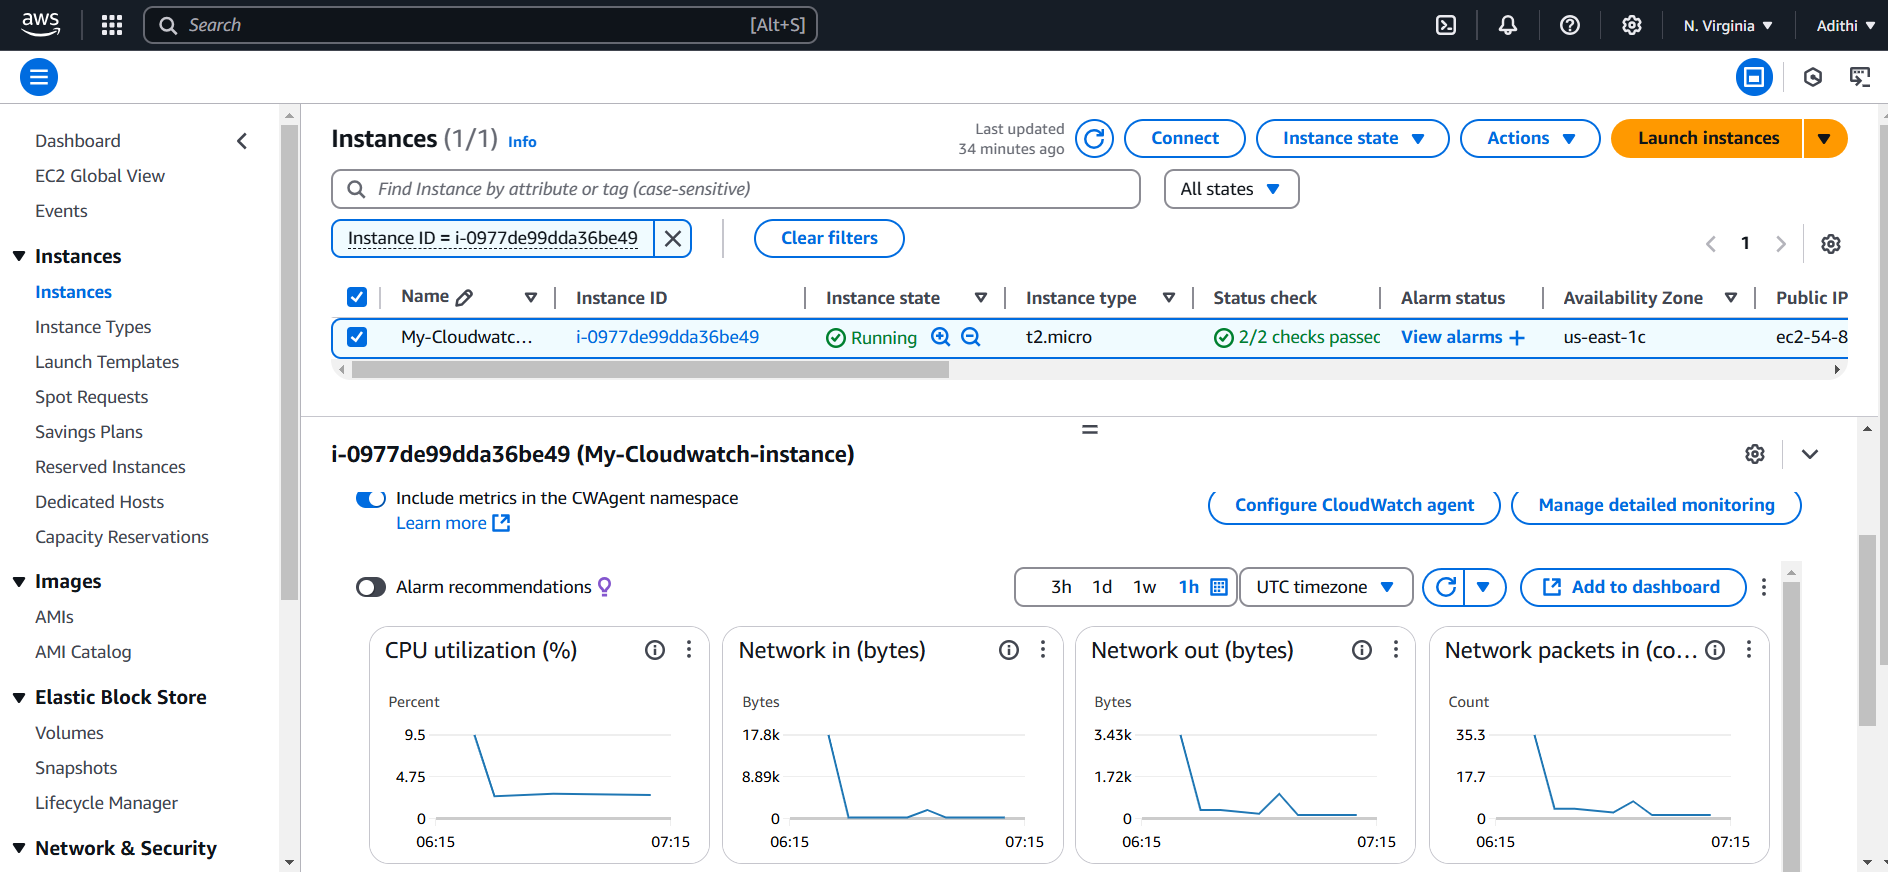 aws
Search [Alt+S]
N. Virginia
Adithi
Dashboard
EC2 Global View
Events
Instances
Instances
Instance Types
Launch Templates
Spot Requests
Savings Plans
Reserved Instances
Dedicated Hosts
Capacity Reservations
Images
AMIs
AMI Catalog
Elastic Block Store
Volumes
Snapshots
Lifecycle Manager
Network & Security
Instances (1/1) Info
Last updated
34 minutes ago
Connect
Instance state
Actions
Launch instances
Find Instance by attribute or tag (case-sensitive)
All states
Instance ID = i-0977de99dda36be49
Clear filters
1
Name Instance ID Instance state Instance type Status check Alarm status Availability Zone Public IP
My-Cloudwatc... i-0977de99dda36be49 Running t2.micro 2/2 checks passed View alarms + us-east-1c ec2-54-8
i-0977de99dda36be49 (My-Cloudwatch-instance)
Include metrics in the CWAgent namespace
Learn more
Configure CloudWatch agent
Manage detailed monitoring
Alarm recommendations
3h 1d 1w 1h
UTC timezone
Add to dashboard
CPU utilization (%)
Percent
9.5
4.75
0
06:15 07:15
Network in (bytes)
Bytes
17.8k
8.89k
0
06:15 07:15
Network out (bytes)
Bytes
3.43k
1.72k
0
06:15 07:15
Network packets in (co...
Count
35.3
17.7
0
06:15 07:15